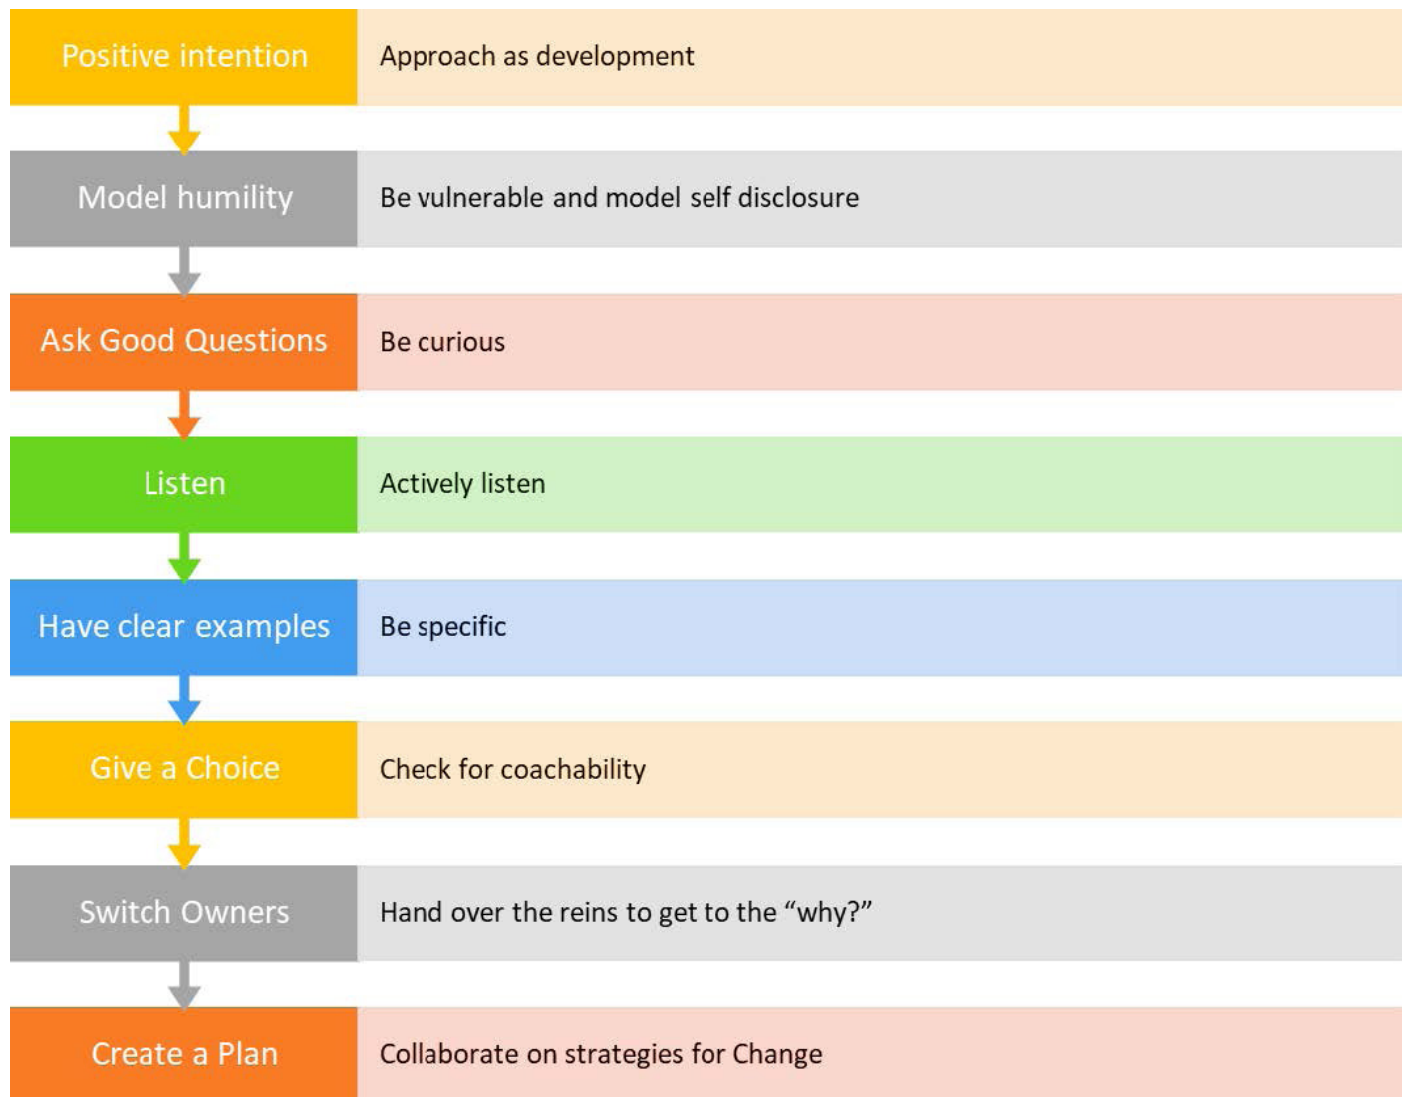 Positive intention
Approach as development
Model humility
Be vulnerable and model self disclosure
Ask Good Questions
Be curious
Listen
Actively listen
Have clear examples
Be specific
Give a Choice
Check for coachability
Switch Owners
Hand over the reins to get to the “why?”
Create a Plan
Collaborate on strategies for Change